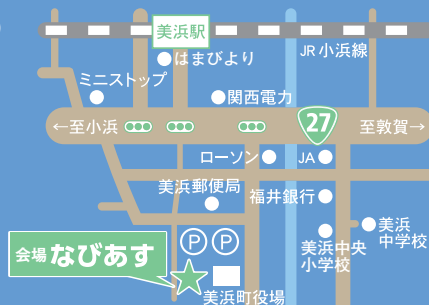 美浜駅
はまびより
JR小浜線
ミニストップ
関西電力
←至小浜
27
至敦賀→
ローソン
JA
美浜郵便局
福井銀行
美浜
中学校
P P
会場 なびあす
美浜中央
小学校
美浜町役場